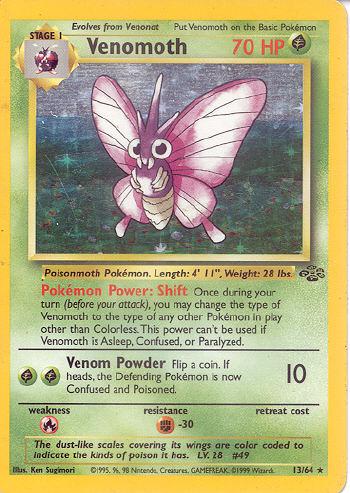 Evolves from Venonat Put Venomoth on the Basic Pokémon
STAGE 1
Venomoth 70 HP
Poisonmoth Pokémon. Length: 4' 11", Weight: 28 lbs.
Pokémon Power: Shift Once during your
turn (before your attack), you may change the type of
Venomoth to the type of any other Pokémon in play
other than Colorless. This power can't be used if
Venomoth is Asleep, Confused, or Paralyzed.
Venom Powder Flip a coin. If
heads, the Defending Pokémon is now
Confused and Poisoned.
10
weakness resistance retreat cost
-30
The dust-like scales covering its wings are color coded to
indicate the kinds of poison it has. LV. 28 #49
Illus. Ken Sugimori ©1995, 96, 98 Nintendo, Creatures, GAMEFREAK. ©1999 Wizards. 13/64 ★